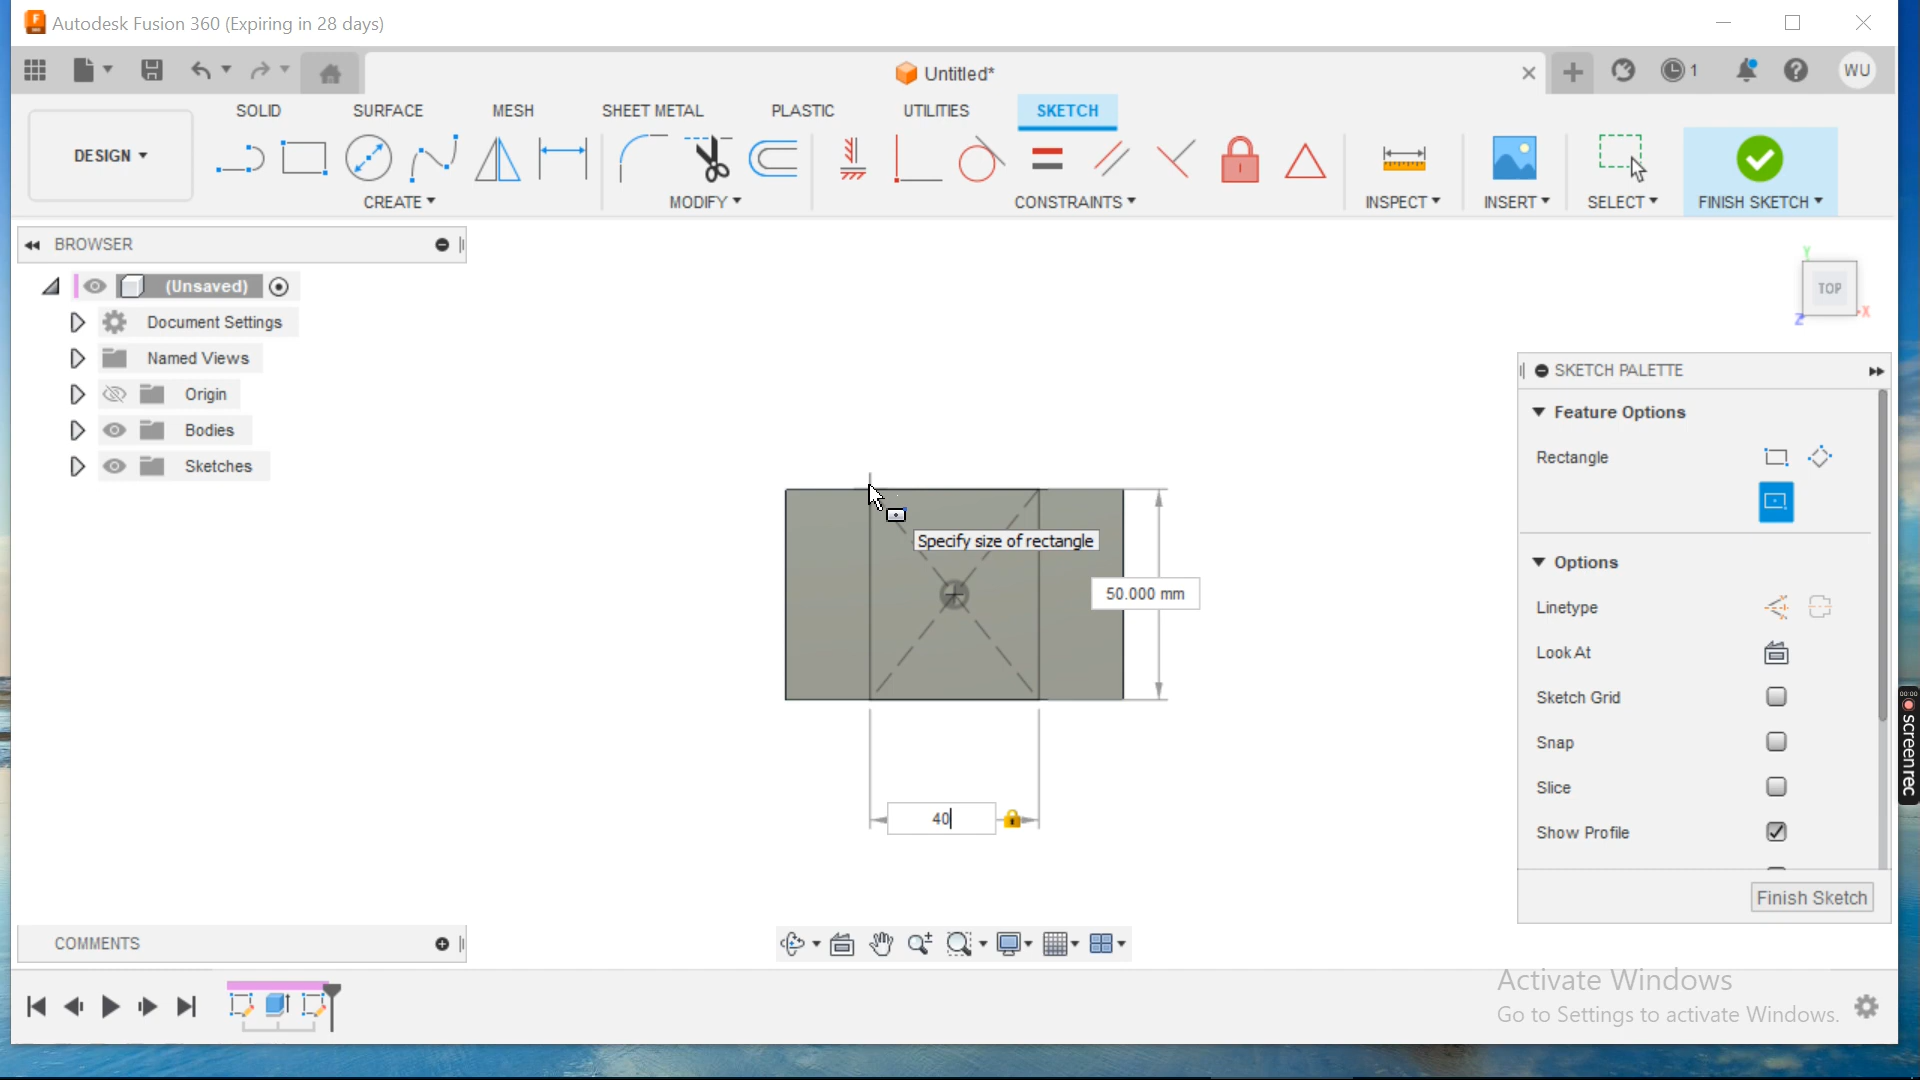 Autodesk Fusion 360 (Expiring in 28 days)
Untitled*
1
WU
SOLID
SURFACE
MESH
SHEET METAL
PLASTIC
UTILITIES
SKETCH
DESIGN
CREATE
MODIFY
CONSTRAINTS
INSPECT
INSERT
SELECT
FINISH SKETCH
BROWSER
(Unsaved)
Document Settings
Named Views
Origin
Bodies
Sketches
Y
TOP
X
Z
SKETCH PALETTE
Feature Options
Rectangle
Options
Linetype
Look At
Sketch Grid
Snap
Slice
Show Profile
Finish Sketch
Specify size of rectangle
50.000 mm
40
00:00
screenrec
COMMENTS
Activate Windows
Go to Settings to activate Windows.